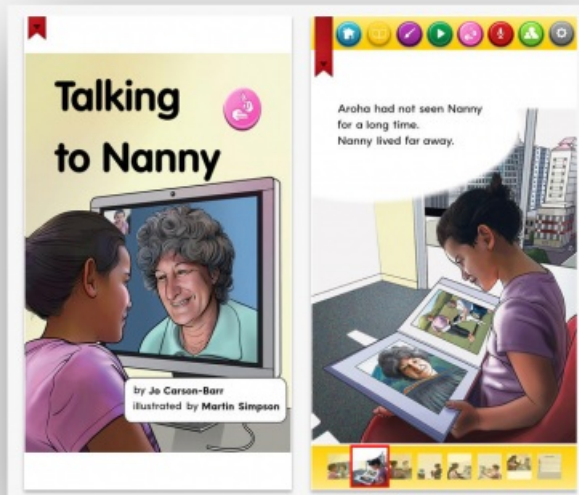 Talking
to Nanny
by Jo Carson-Barr
illustrated by Martin Simpson
Aroha had not seen Nanny
for a long time.
Nanny lived far away.